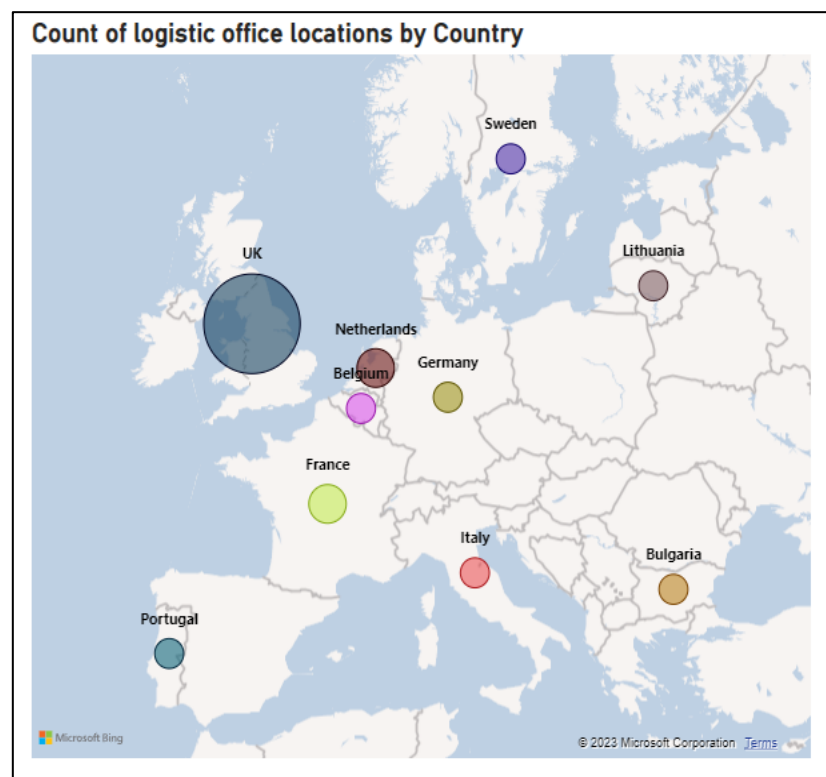 Count of logistic office locations by Country
Sweden
UK
Lithuania
Netherlands
Belgium
Germany
France
Italy
Bulgaria
Portugal
Microsoft Bing
© 2023 Microsoft Corporation Terms